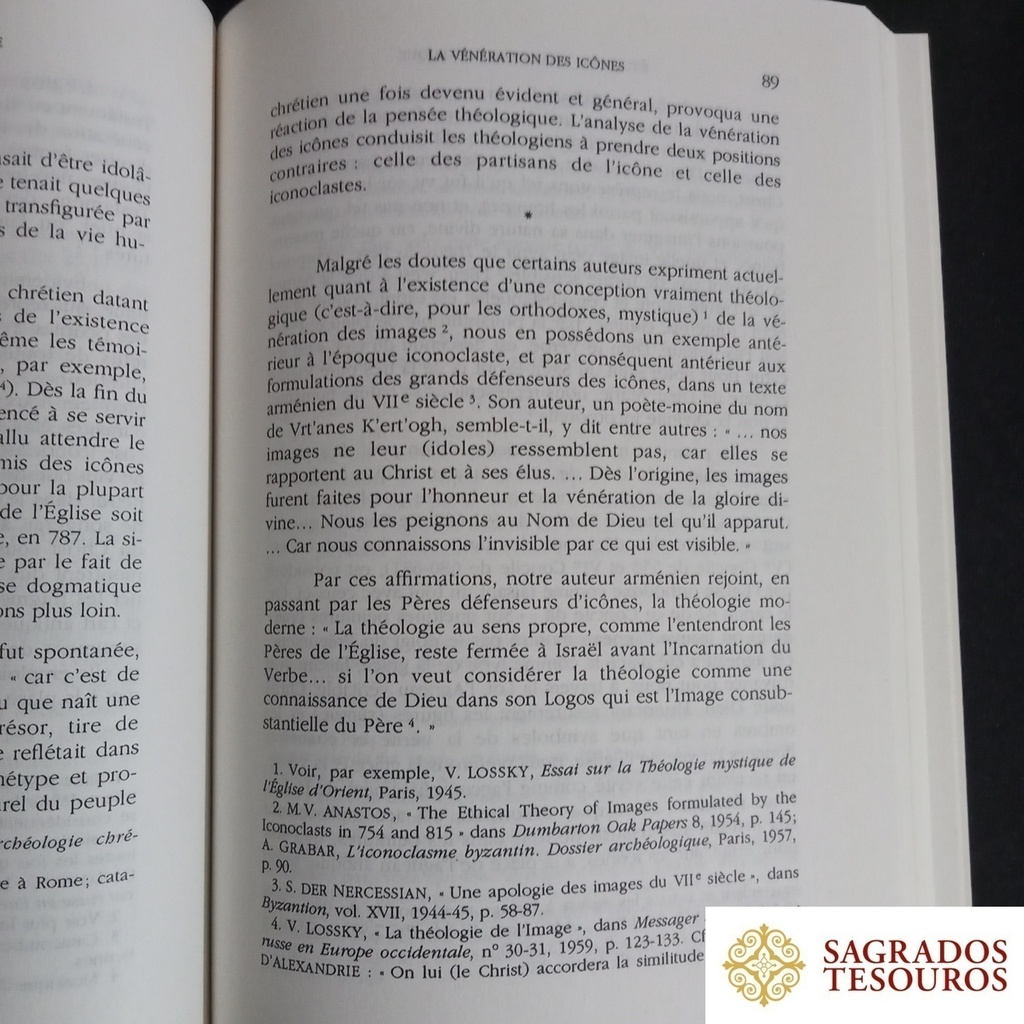 E
sait d'être idolâ-
e tenait quelques
transfigurée par
s de la vie hu-
chrétien datant
de l'existence
ême les témoi-
, par exemple,
⁴). Dès la fin du
encé à se servir
allu attendre le
mis des icônes
pour la plupart
de l'Église soit
e, en 787. La si-
e par le fait de
se dogmatique
ons plus loin.
fut spontanée,
« car c'est de
u que naît une
résor, tire de
e reflétait dans
nétype et pro-
urel du peuple
rchéologie chré-
e à Rome; cata-
LA VÉNÉRATION DES ICÔNES
89
chrétien une fois devenu évident et général, provoqua une
réaction de la pensée théologique. L'analyse de la vénération
des icônes conduisit les théologiens à prendre deux positions
contraires : celle des partisans de l'icône et celle des
iconoclastes.
*
Malgré les doutes que certains auteurs expriment actuel-
lement quant à l'existence d'une conception vraiment théolo-
gique (c'est-à-dire, pour les orthodoxes, mystique) ¹ de la vé-
nération des images ², nous en possédons un exemple anté-
rieur à l'époque iconoclaste, et par conséquent antérieur aux
formulations des grands défenseurs des icônes, dans un texte
arménien du VIIᵉ siècle ³. Son auteur, un poète-moine du nom
de Vrt'anes K'ert'ogh, semble-t-il, y dit entre autres : « ... nos
images ne leur (idoles) ressemblent pas, car elles se
rapportent au Christ et à ses élus. ... Dès l'origine, les images
furent faites pour l'honneur et la vénération de la gloire di-
vine... Nous les peignons au Nom de Dieu tel qu'il apparut.
... Car nous connaissons l'invisible par ce qui est visible. »
Par ces affirmations, notre auteur arménien rejoint, en
passant par les Pères défenseurs d'icônes, la théologie mo-
derne : « La théologie au sens propre, comme l'entendront les
Pères de l'Église, reste fermée à Israël avant l'Incarnation du
Verbe... si l'on veut considérer la théologie comme une
connaissance de Dieu dans son Logos qui est l'Image consub-
stantielle du Père ⁴. »
1. Voir, par exemple, V. LOSSKY, Essai sur la Théologie mystique de
l'Église d'Orient, Paris, 1945.
2. M.V. ANASTOS, « The Ethical Theory of Images formulated by the
Iconoclasts in 754 and 815 » dans Dumbarton Oak Papers 8, 1954, p. 145;
A. GRABAR, L'iconoclasme byzantin. Dossier archéologique, Paris, 1957,
p. 90.
3. S. DER NERCESSIAN, « Une apologie des images du VIIᵉ siècle », dans
Byzantion, vol. XVII, 1944-45, p. 58-87.
4. V. LOSSKY, « La théologie de l'Image », dans Messager
russe en Europe occidentale, n° 30-31, 1959, p. 123-133. Cf
D'ALEXANDRIE : « On lui (le Christ) accordera la similitude
SAGRADOS
TESOUROS